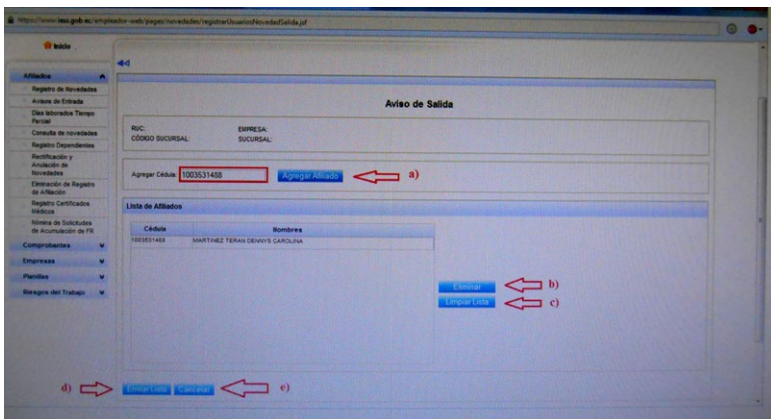 https://www.iess.gob.ec/empleador-web/pages/novedades/registrarUsuariosNovedadSalida.jsf
Inicio
Afiliados
Registro de Novedades
Avisos de Entrada
Días laborados Tiempo
Parcial
Consulta de novedades
Registro Dependientes
Rectificación y
Anulación de
Novedades
Eliminación de Registro
de Afiliación
Registro Certificados
Médicos
Nómina de Solicitudes
de Acumulación de FR
Comprobantes
Empresas
Planillas
Riesgos del Trabajo
Aviso de Salida
RUC:
EMPRESA:
CÓDIGO SUCURSAL:
SUCURSAL:
Agregar Cédula: 1003531488 Agregar Afiliado a)
Lista de Afiliados
Cédula Nombres
1003531488 MARTINEZ TERAN DENNYS CAROLINA
Eliminar b)
Limpiar Lista c)
d) Enviar Lista Cancelar e)